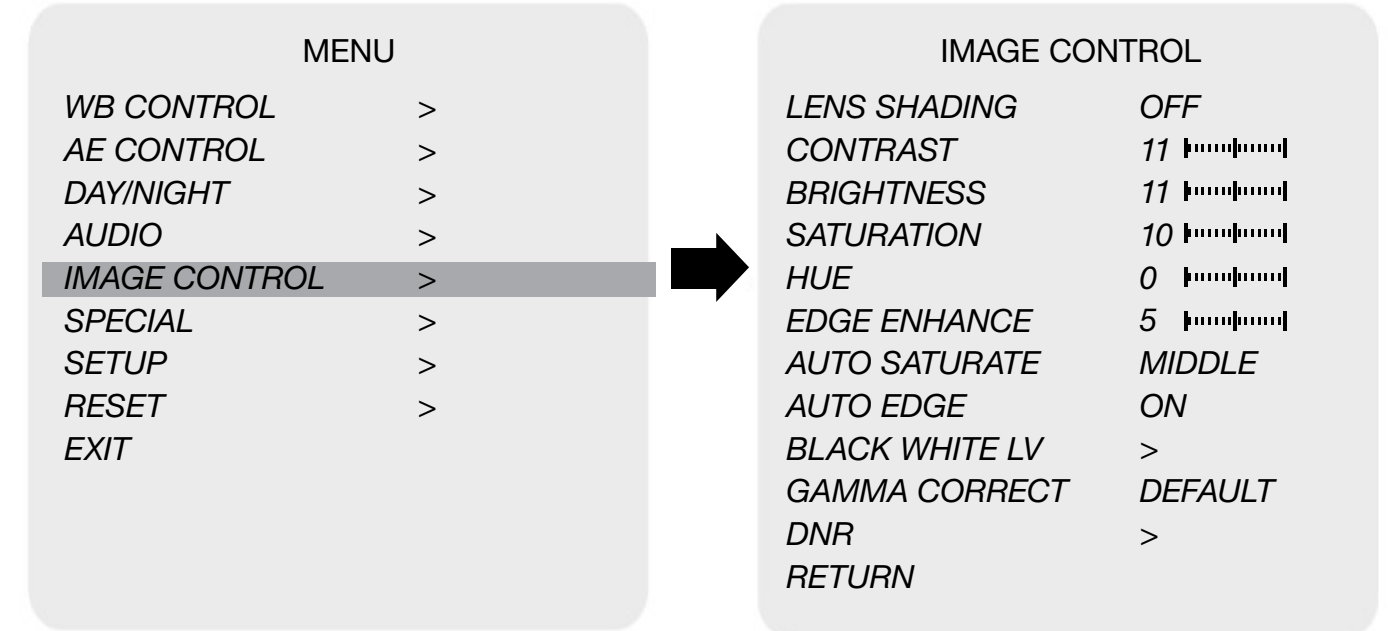 MENU
WB CONTROL >
AE CONTROL >
DAY/NIGHT >
AUDIO >
IMAGE CONTROL >
SPECIAL >
SETUP >
RESET >
EXIT
IMAGE CONTROL
LENS SHADING OFF
CONTRAST 11
BRIGHTNESS 11
SATURATION 10
HUE 0
EDGE ENHANCE 5
AUTO SATURATE MIDDLE
AUTO EDGE ON
BLACK WHITE LV >
GAMMA CORRECT DEFAULT
DNR >
RETURN